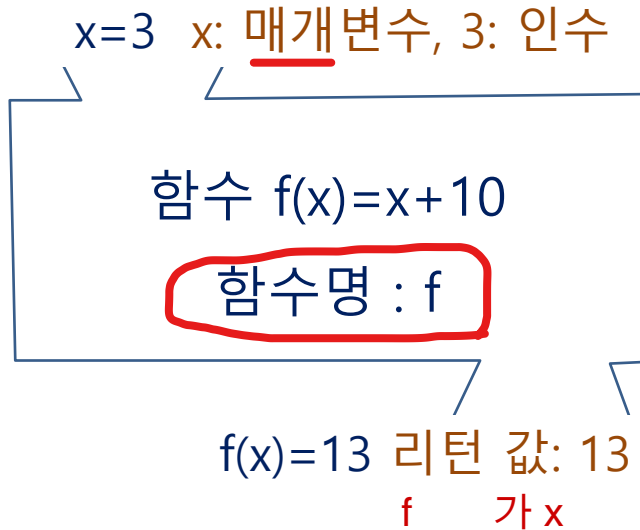 x=3 x: 매개변수, 3: 인수
함수 f(x)=x+10
함수명 : f
f(x)=13 리턴 값: 13
f 가 x